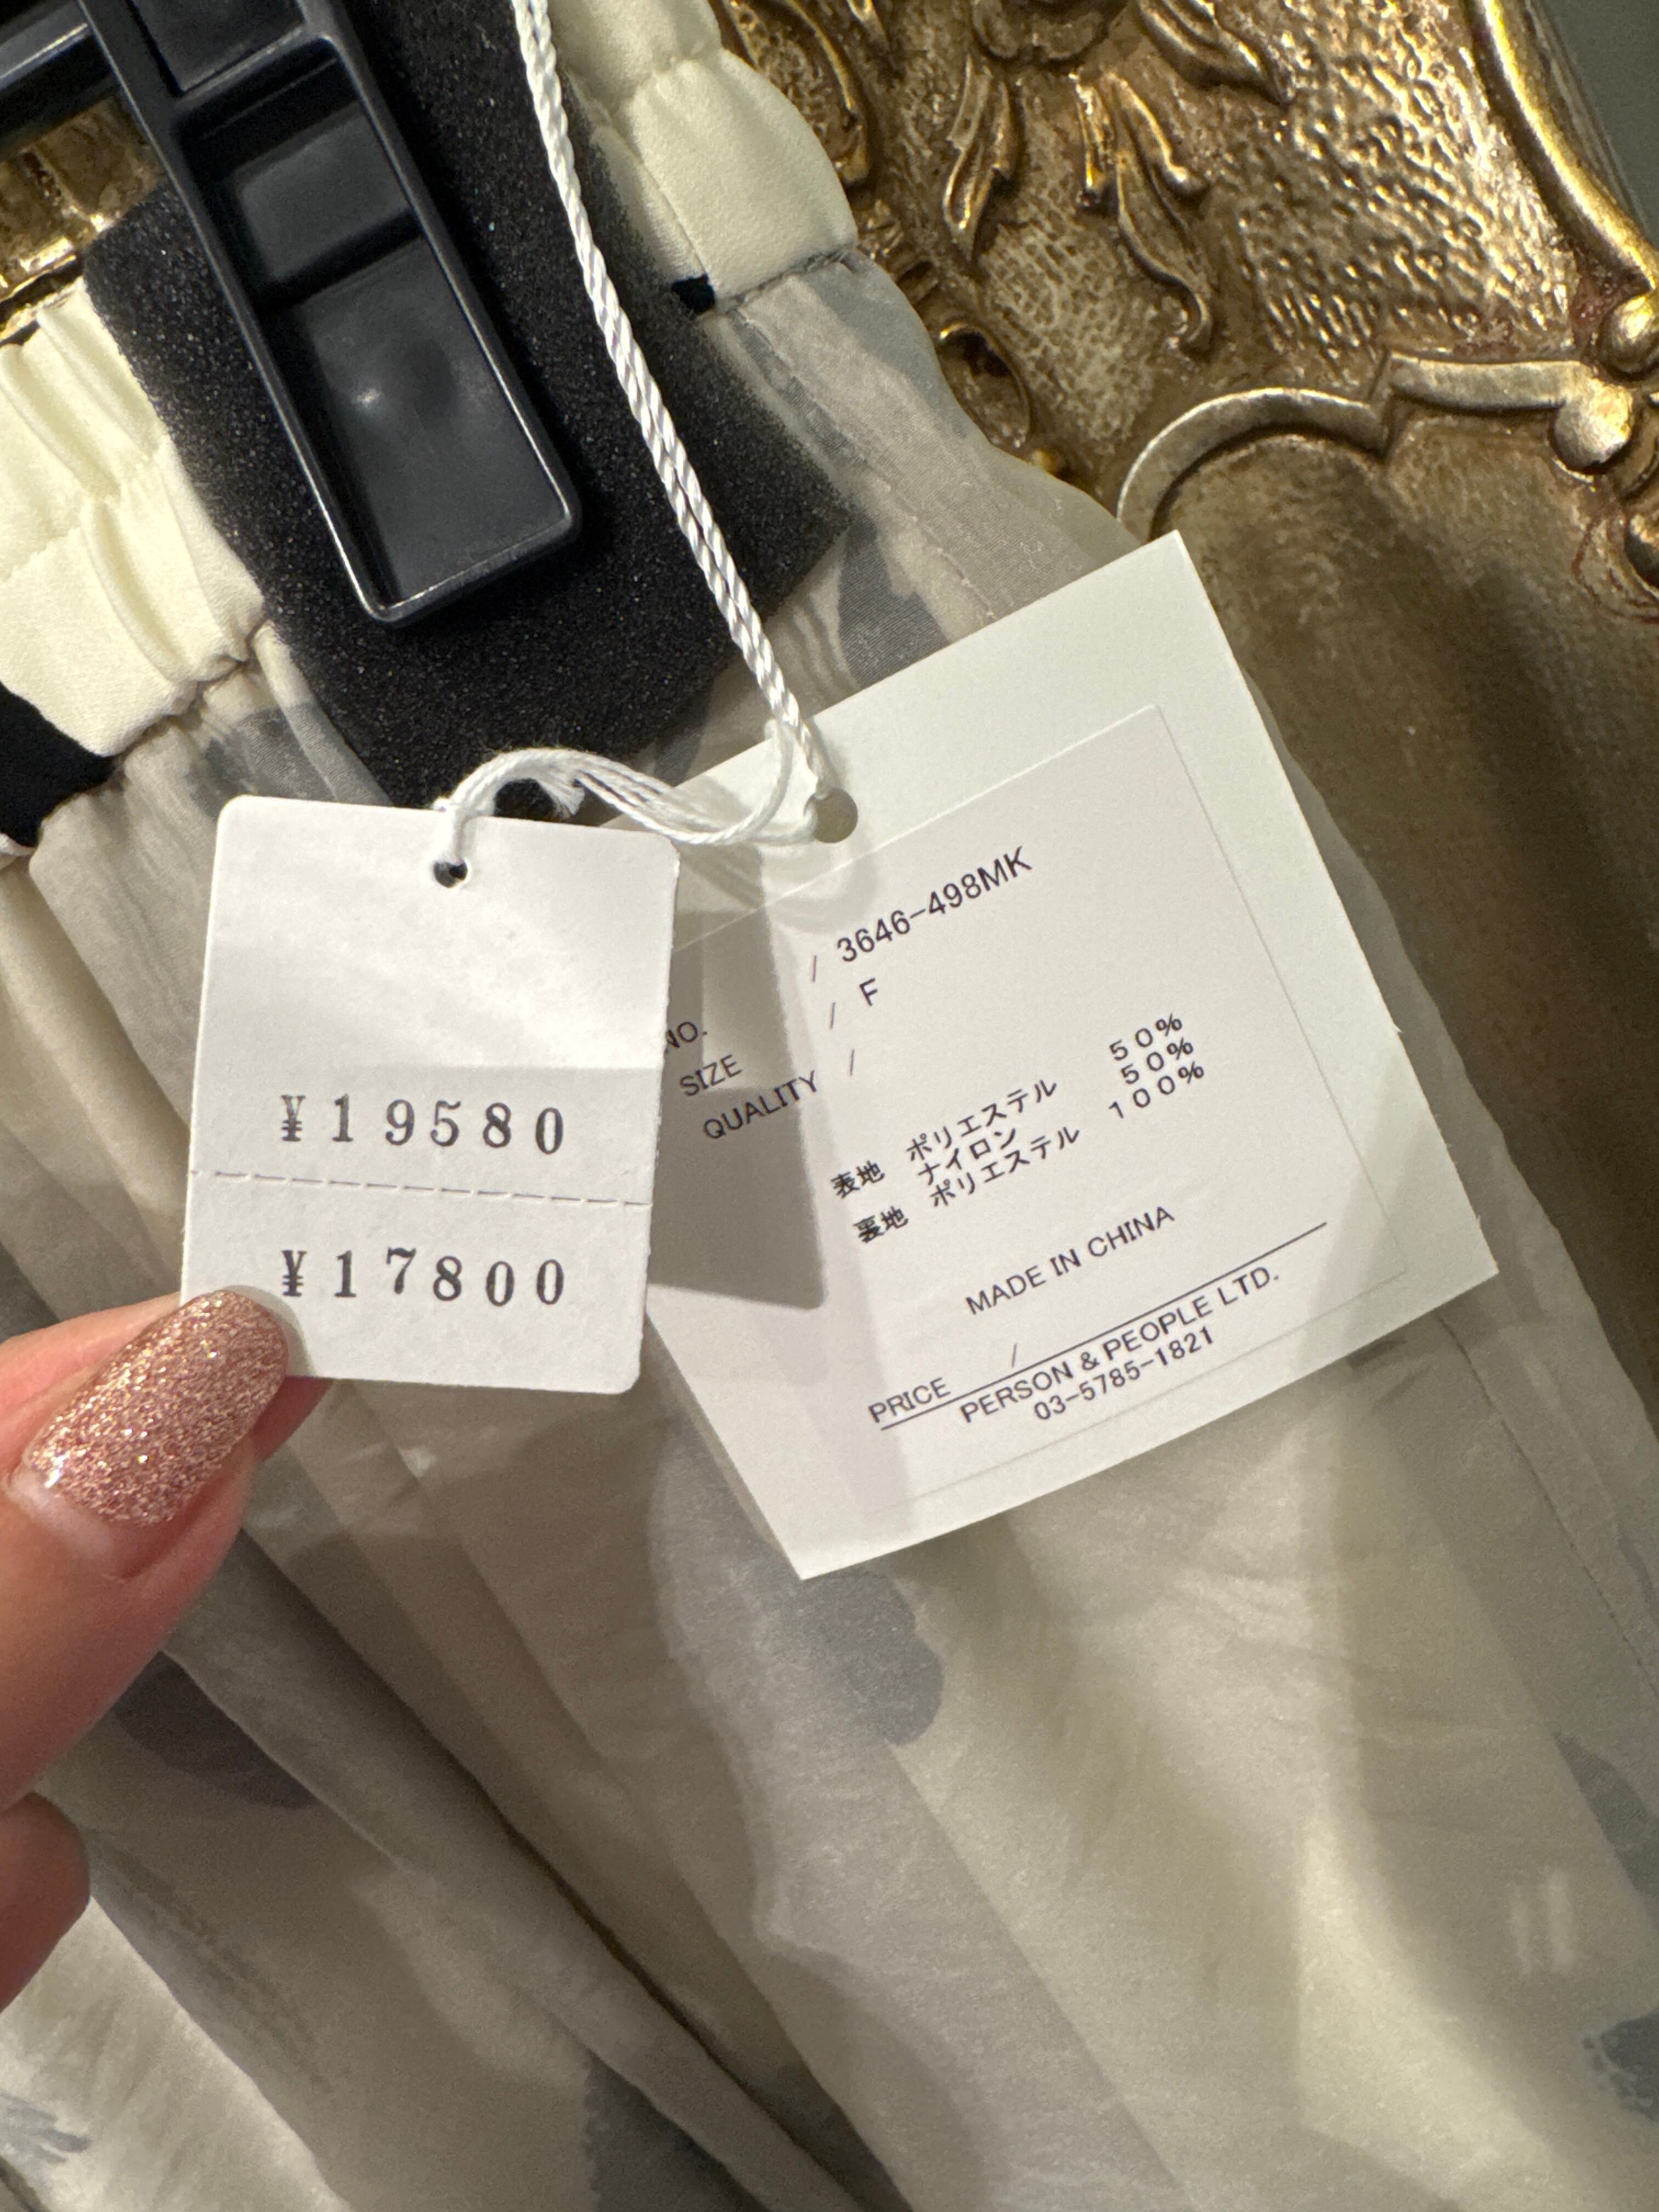 ¥19580
¥17800
NO. / 3646-498MK
SIZE / F
QUALITY /
表地 ポリエステル 50%
ナイロン 50%
裏地 ポリエステル 100%
MADE IN CHINA
PRICE /
PERSON & PEOPLE LTD.
03-5785-1821